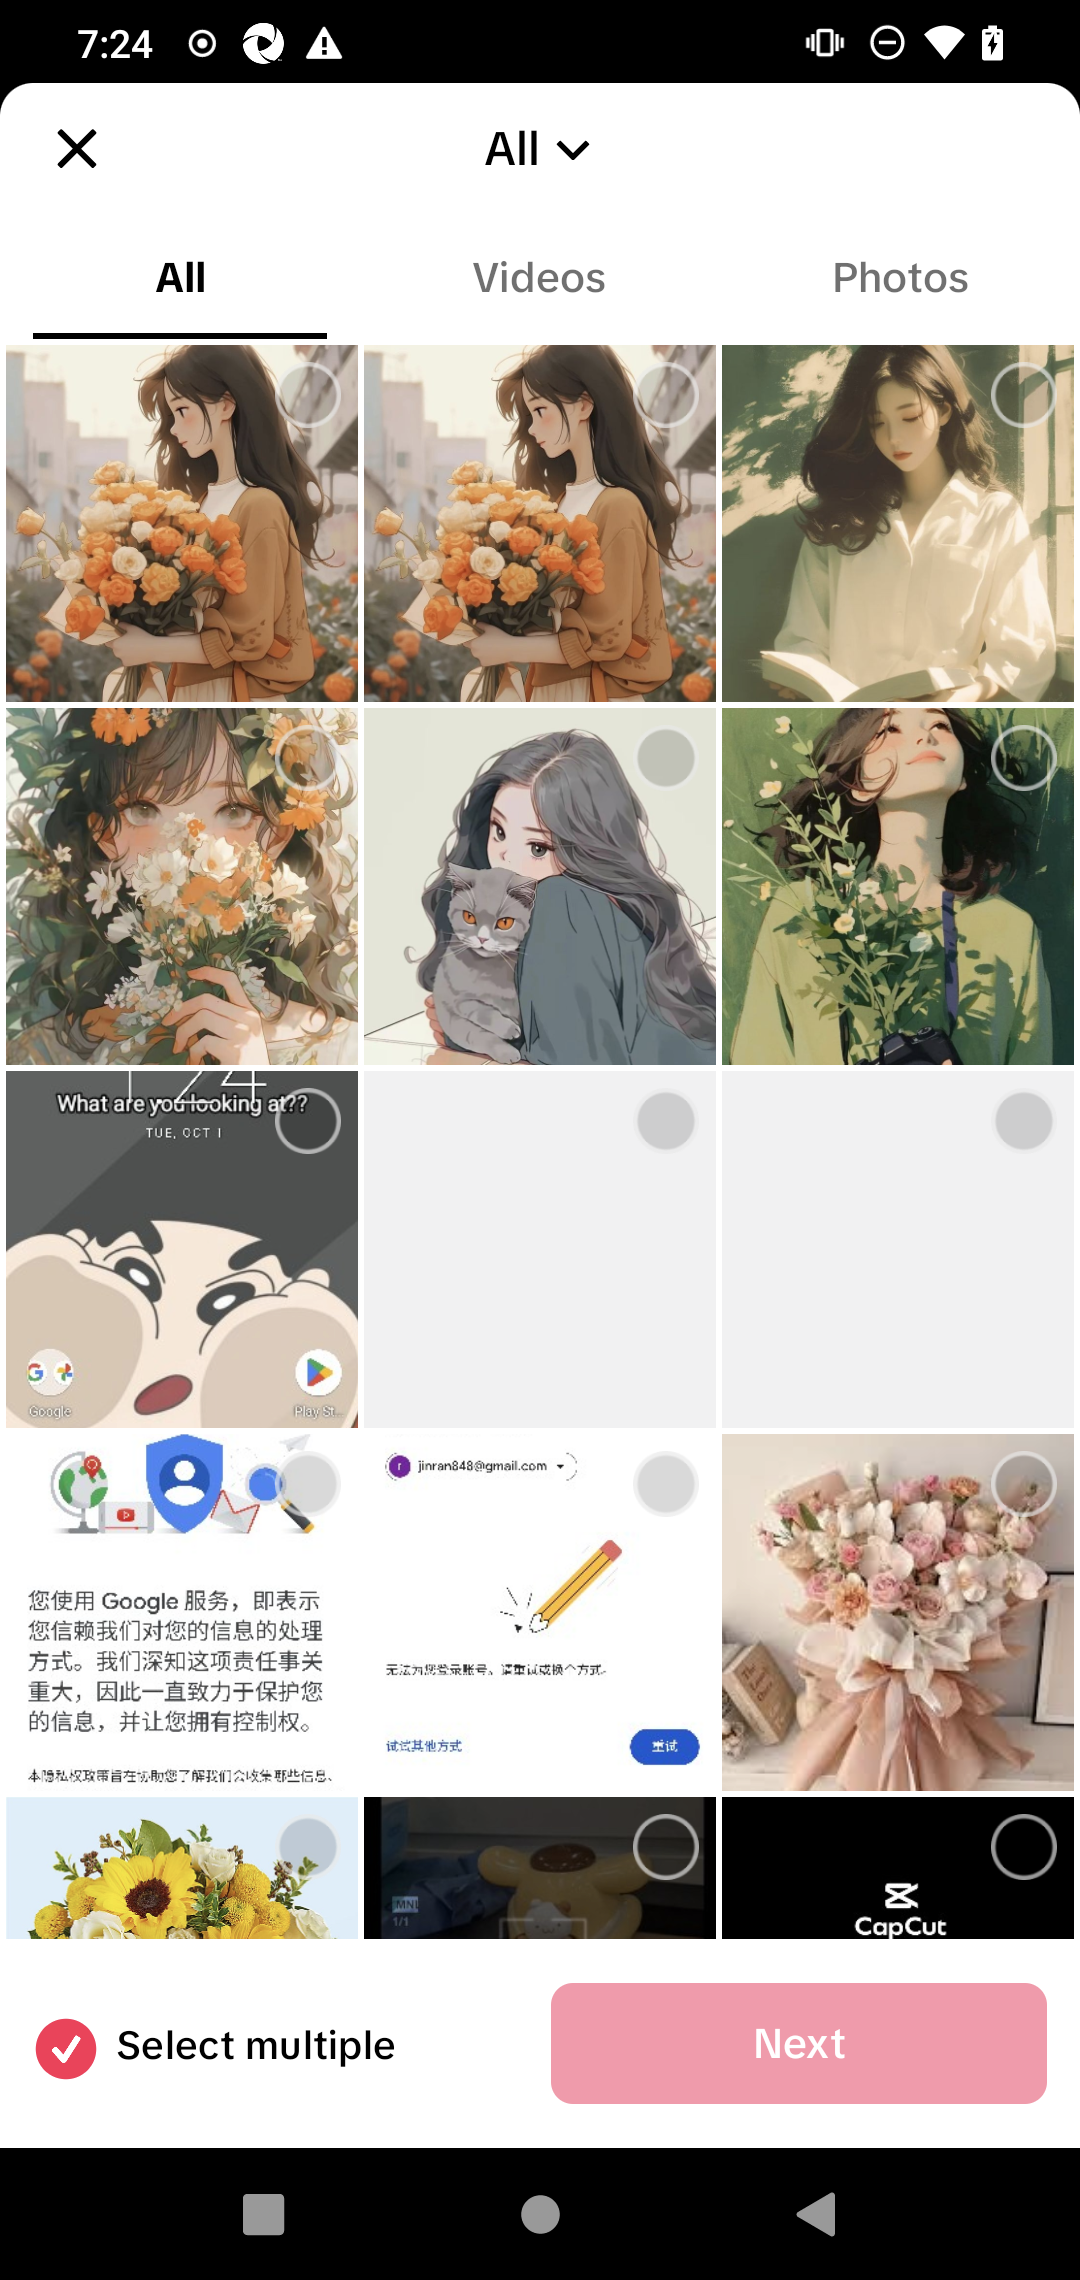 7:24
All
All Videos Photos
What are you looking at??
TUE, OCT 1
Google
Play St...
您使用 Google 服务，即表示
您信赖我们对您的信息的处理
方式。我们深知这项责任事关
重大，因此一直致力于保护您
的信息，并让您拥有控制权。
本隐私权政策旨在协助您了解我们会收集那些信息、
r jinran848@gmail.com
无法为您登录账号。请重试或换个方式。
试试其他方式
重试
MNL
1/1
CapCut
Select multiple
Next